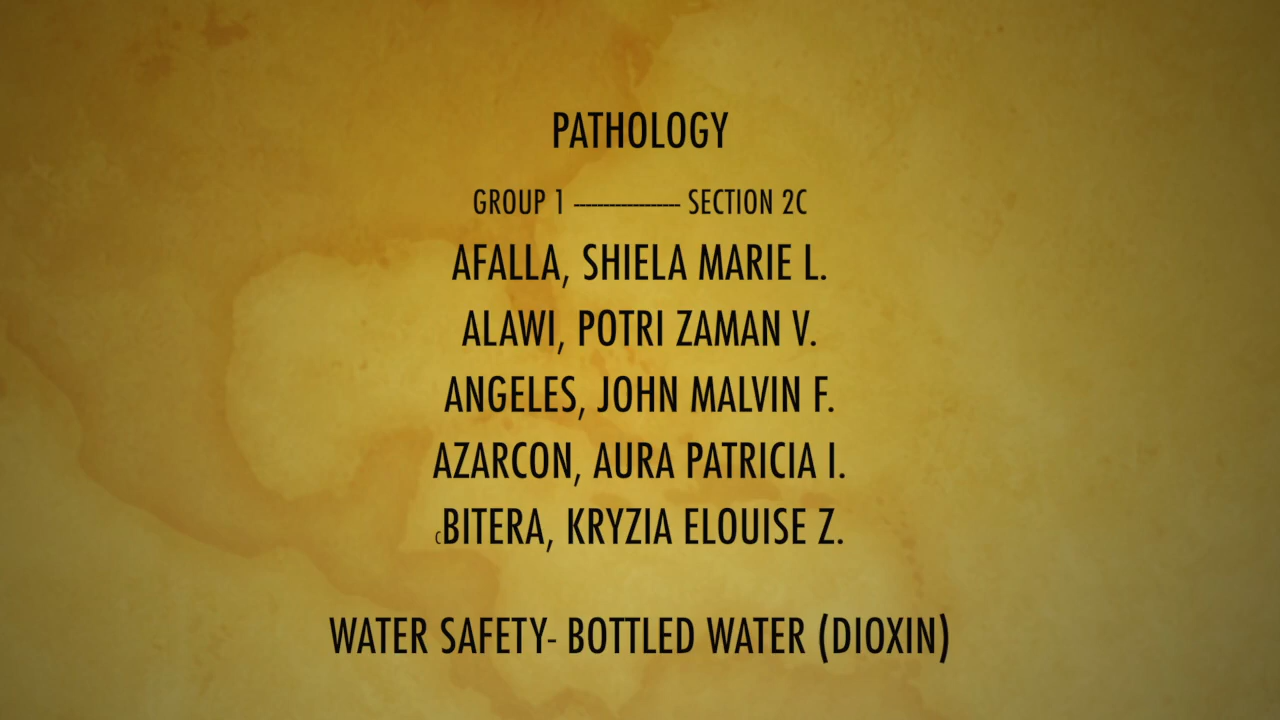 PATHOLOGY
GROUP 1 ------------------ SECTION 2C
AFALLA, SHIELA MARIE L.
ALAWI, POTRI ZAMAN V.
ANGELES, JOHN MALVIN F.
AZARCON, AURA PATRICIA I.
cBITERA, KRYZIA ELOUISE Z.
WATER SAFETY- BOTTLED WATER (DIOXIN)